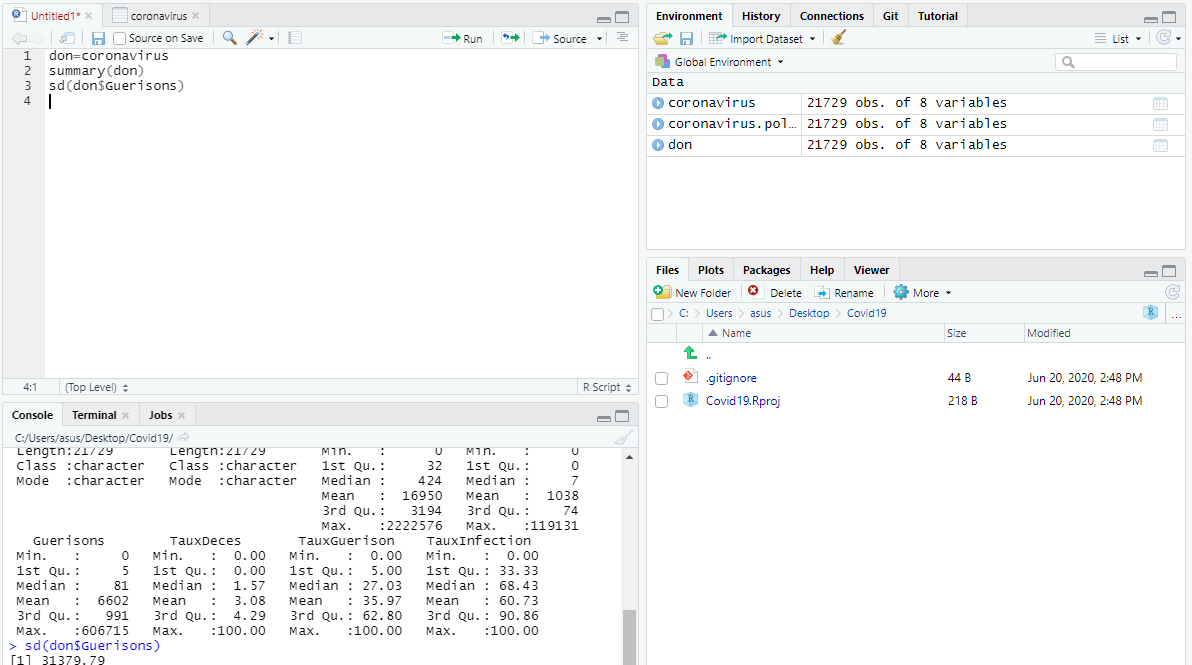 Untitled1* coronavirus
Source on Save Run Source
1 don=coronavirus
2 summary(don)
3 sd(don$Guerisons)
4
4:1 (Top Level) R Script
Console Terminal Jobs
C:/Users/asus/Desktop/Covid19/
Length:21729 Length:21729 Min. : 0 Min. : 0
Class :character Class :character 1st Qu.: 32 1st Qu.: 0
Mode :character Mode :character Median : 424 Median : 7
Mean : 16950 Mean : 1038
3rd Qu.: 3194 3rd Qu.: 74
Max. :2222576 Max. :119131
Guerisons TauxDeces TauxGuerison TauxInfection
Min. : 0 Min. : 0.00 Min. : 0.00 Min. : 0.00
1st Qu.: 5 1st Qu.: 0.00 1st Qu.: 5.00 1st Qu.: 33.33
Median : 81 Median : 1.57 Median : 27.03 Median : 68.43
Mean : 6602 Mean : 3.08 Mean : 35.97 Mean : 60.73
3rd Qu.: 991 3rd Qu.: 4.29 3rd Qu.: 62.80 3rd Qu.: 90.86
Max. :606715 Max. :100.00 Max. :100.00 Max. :100.00
> sd(don$Guerisons)
[1] 31379.79
Environment History Connections Git Tutorial
Import Dataset List
Global Environment
Data
coronavirus 21729 obs. of 8 variables
coronavirus.pol… 21729 obs. of 8 variables
don 21729 obs. of 8 variables
Files Plots Packages Help Viewer
New Folder Delete Rename More
C: Users asus Desktop Covid19 ...
Name Size Modified
..
.gitignore 44 B Jun 20, 2020, 2:48 PM
Covid19.Rproj 218 B Jun 20, 2020, 2:48 PM